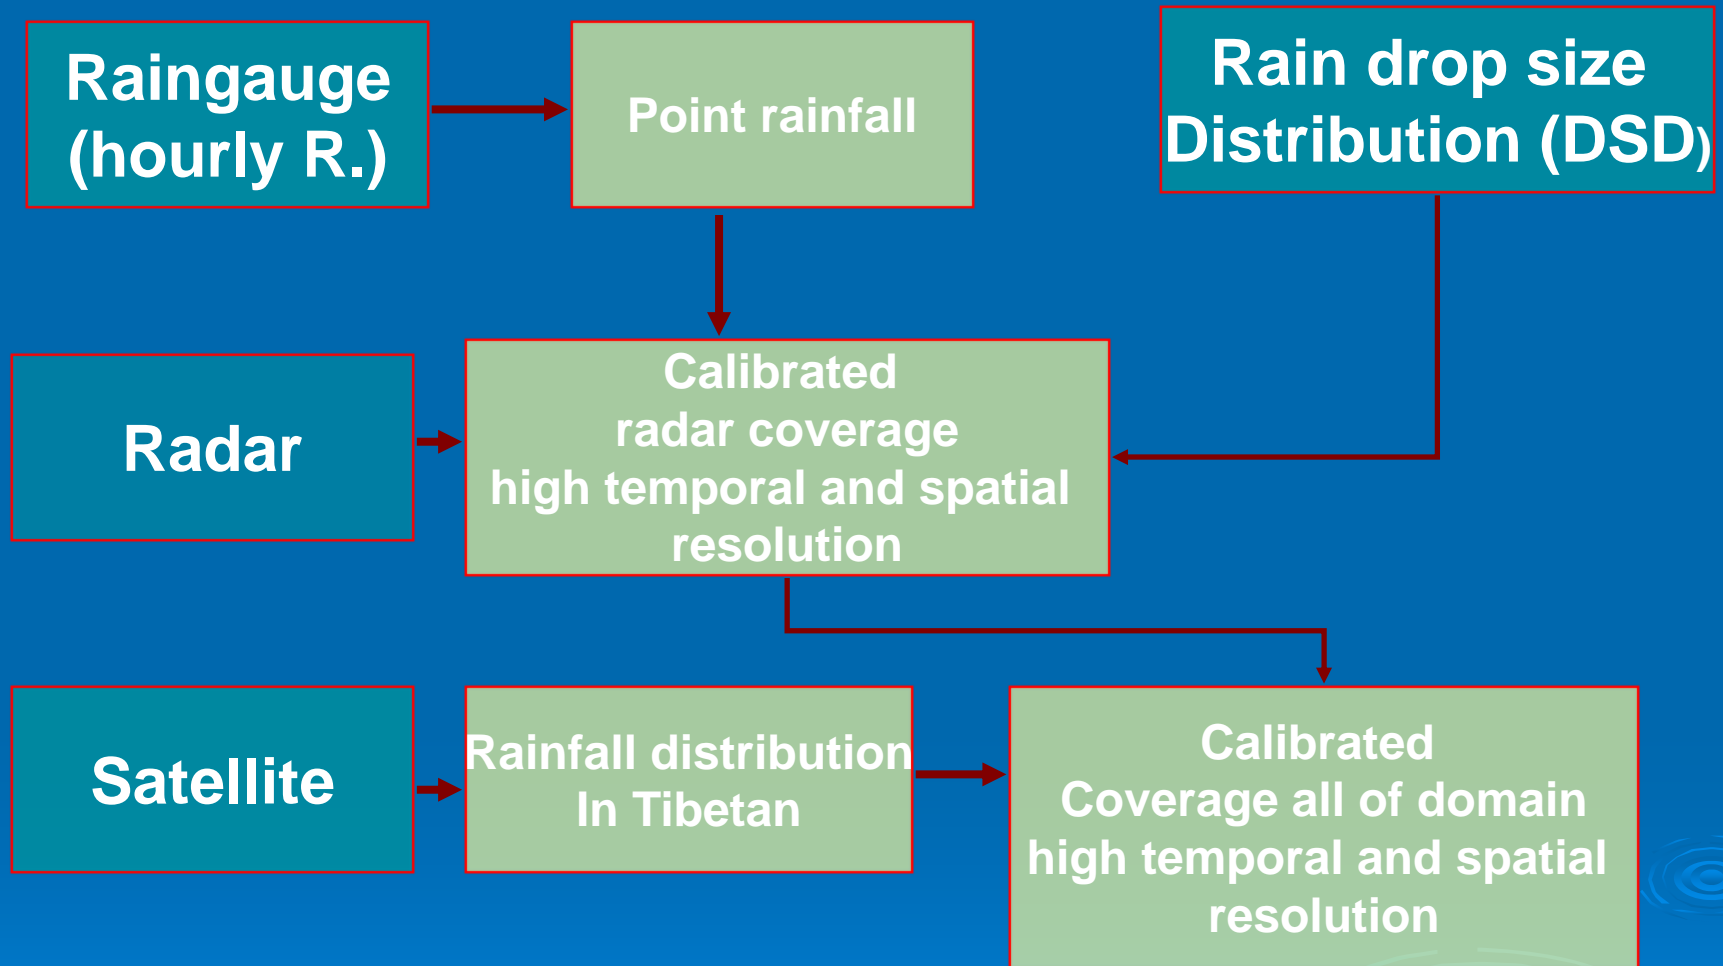 Raingauge
(hourly R.)
Point rainfall
Rain drop size
Distribution (DSD)
Radar
Calibrated
radar coverage
high temporal and spatial
resolution
Satellite
Rainfall distribution
In Tibetan
Calibrated
Coverage all of domain
high temporal and spatial
resolution